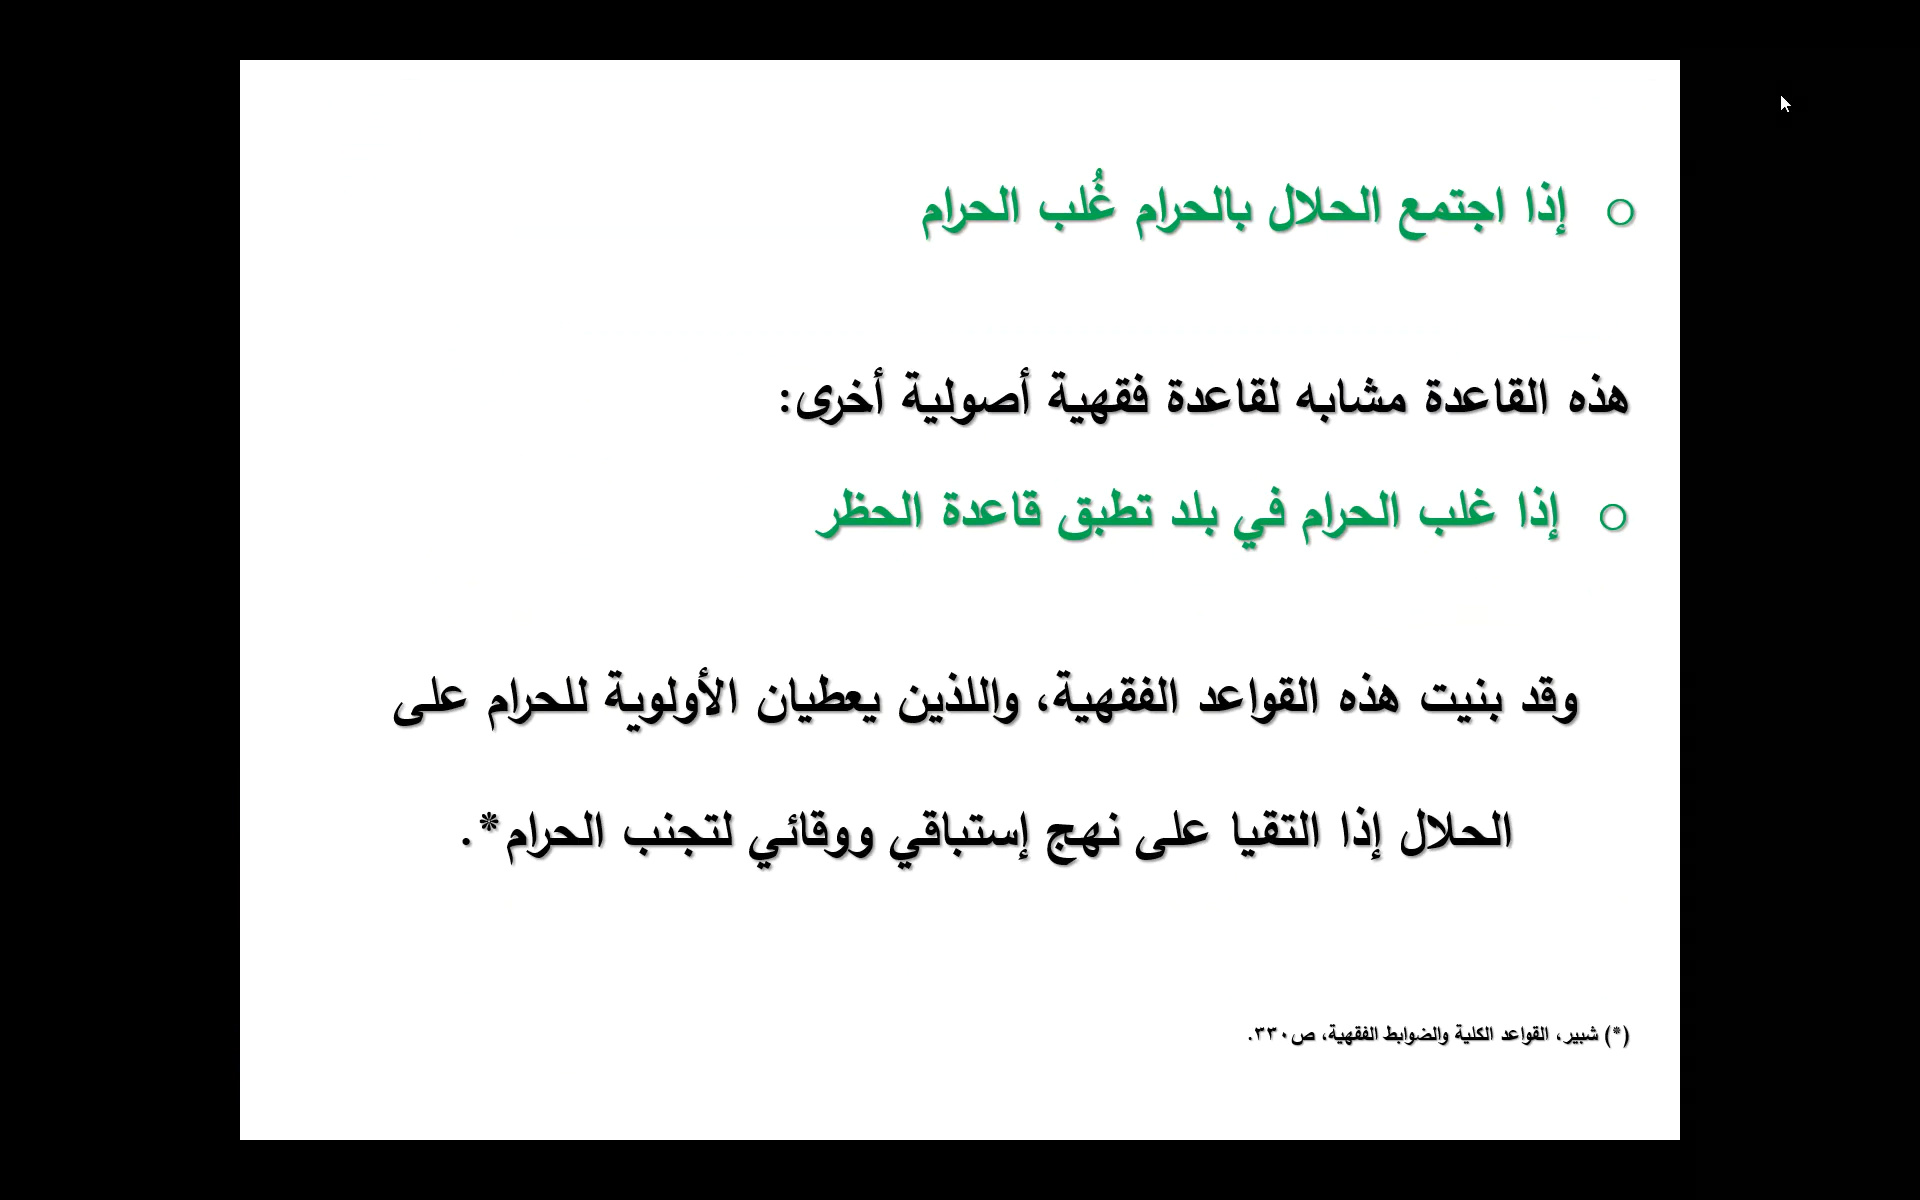 ○ إذا اجتمع الحلال بالحرام غُلب الحرام
هذه القاعدة مشابه لقاعدة فقهية أصولية أخرى:
○ إذا غلب الحرام في بلد تطبق قاعدة الحظر
وقد بنيت هذه القواعد الفقهية، واللذين يعطيان الأولوية للحرام على
الحلال إذا التقيا على نهج إستباقي ووقائي لتجنب الحرام*.
(*) شبير، القواعد الكلية والضوابط الفقهية، ص٣٣٠.